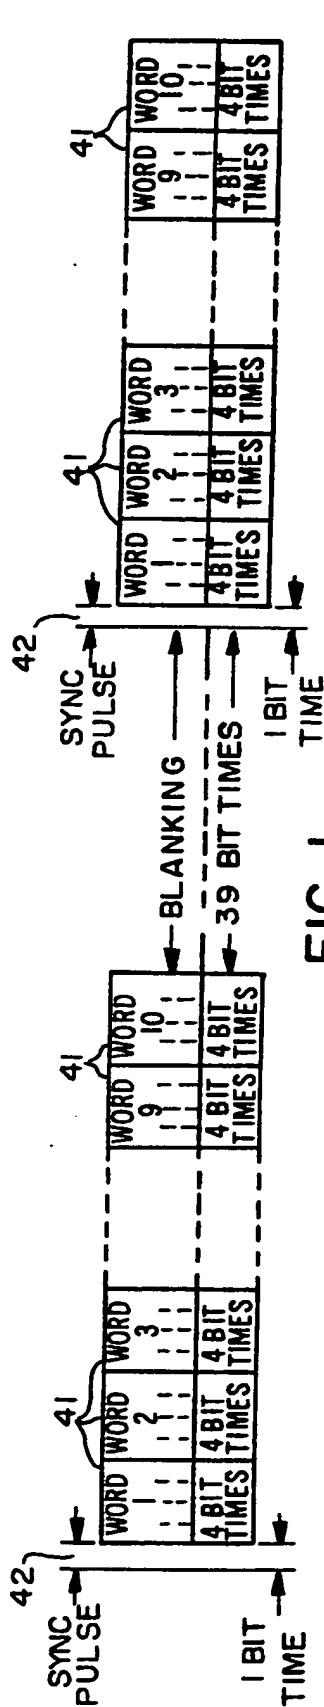 42
SYNC
PULSE
1 BIT
TIME
41
WORD
1
4 BIT
TIMES
WORD
2
4 BIT
TIMES
WORD
3
4 BIT
TIMES
41
WORD
9
4 BIT
TIMES
WORD
10
4 BIT
TIMES
BLANKING
39 BIT TIMES
42
SYNC
PULSE
1 BIT
TIME
41
WORD
1
4 BIT
TIMES
WORD
2
4 BIT
TIMES
WORD
3
4 BIT
TIMES
41
WORD
9
4 BIT
TIMES
WORD
10
4 BIT
TIMES